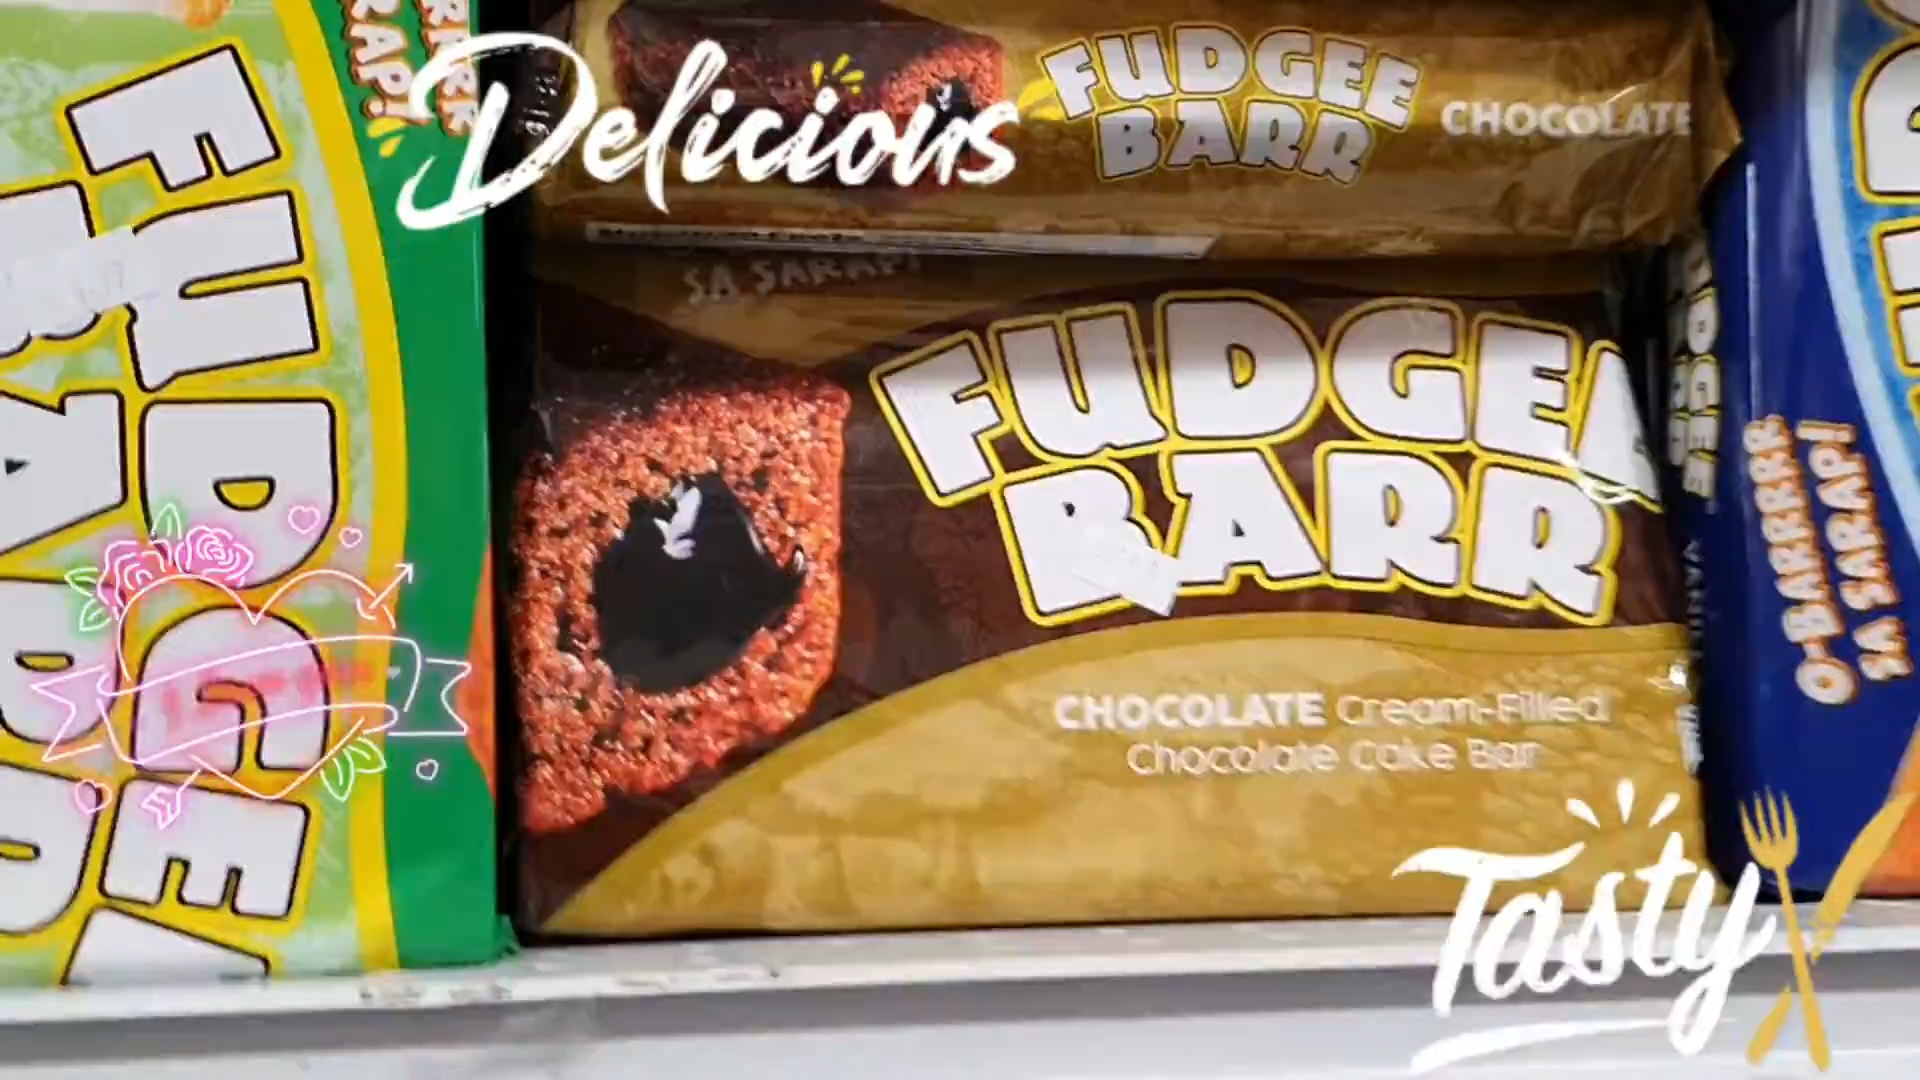 Delicious
FUDGEE
BARR
CHOCOLATE
SA SARAP!
FUDGEE
BARR
CHOCOLATE Cream-Filled
Chocolate Cake Bar
FUDGEE
BARR
O-BARRRR
SA SARAP!
Tasty